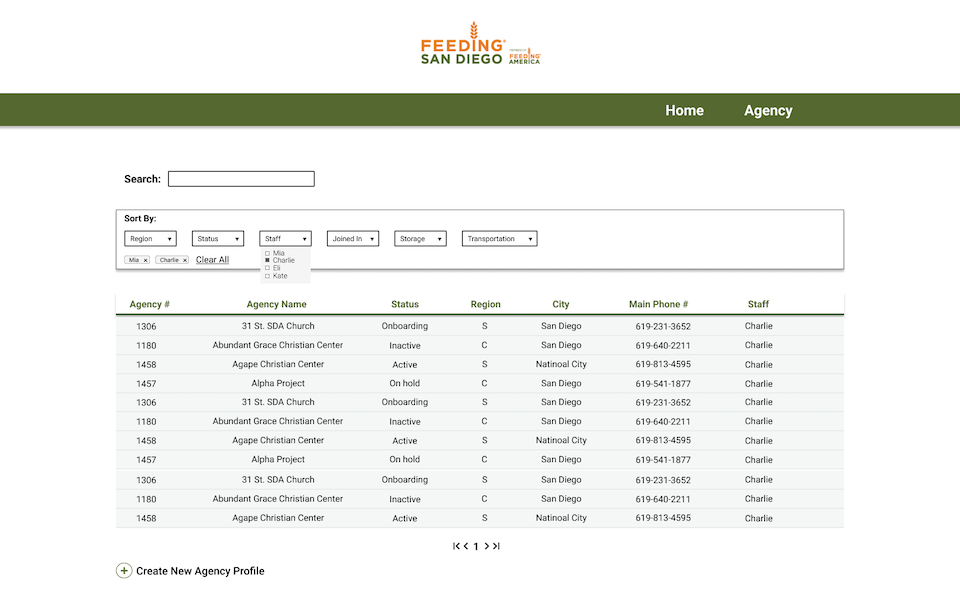 FEEDING®
SAN DIEGO
FEEDING
AMERICA
Home Agency
Search:
Sort By:
Region ▾ Status ▾ Staff ▾ Joined In ▾ Storage ▾ Transportation ▾
Mia x Charlie x Clear All
Mia
Charlie
Eli
Kate
Agency # Agency Name Status Region City Main Phone # Staff
1306 31 St. SDA Church Onboarding S San Diego 619-231-3652 Charlie
1180 Abundant Grace Christian Center Inactive C San Diego 619-640-2211 Charlie
1458 Agape Christian Center Active S Natinoal City 619-813-4595 Charlie
1457 Alpha Project On hold C San Diego 619-541-1877 Charlie
1306 31 St. SDA Church Onboarding S San Diego 619-231-3652 Charlie
1180 Abundant Grace Christian Center Inactive C San Diego 619-640-2211 Charlie
1458 Agape Christian Center Active S Natinoal City 619-813-4595 Charlie
1457 Alpha Project On hold C San Diego 619-541-1877 Charlie
1306 31 St. SDA Church Onboarding S San Diego 619-231-3652 Charlie
1180 Abundant Grace Christian Center Inactive C San Diego 619-640-2211 Charlie
1458 Agape Christian Center Active S Natinoal City 619-813-4595 Charlie
1
Create New Agency Profile